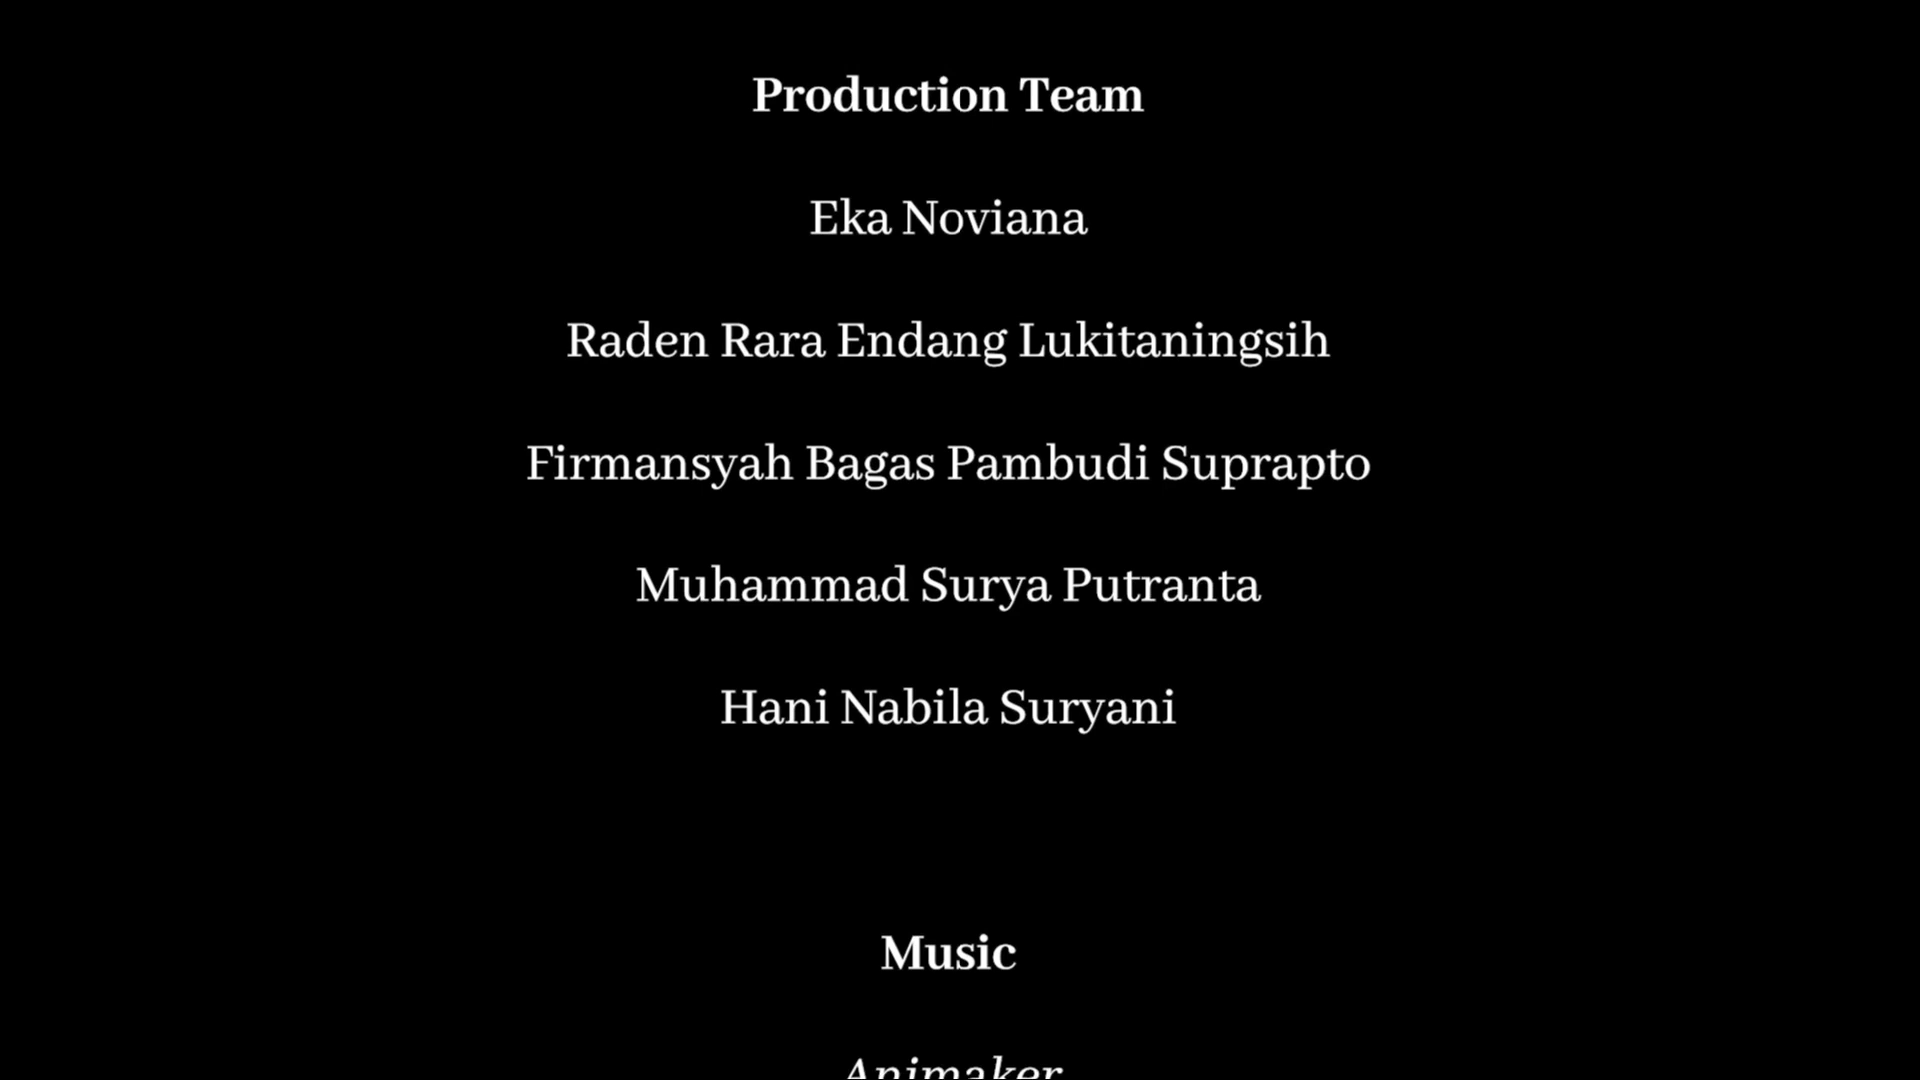 Production Team
Eka Noviana
Raden Rara Endang Lukitaningsih
Firmansyah Bagas Pambudi Suprapto
Muhammad Surya Putranta
Hani Nabila Suryani
Music
Animaker